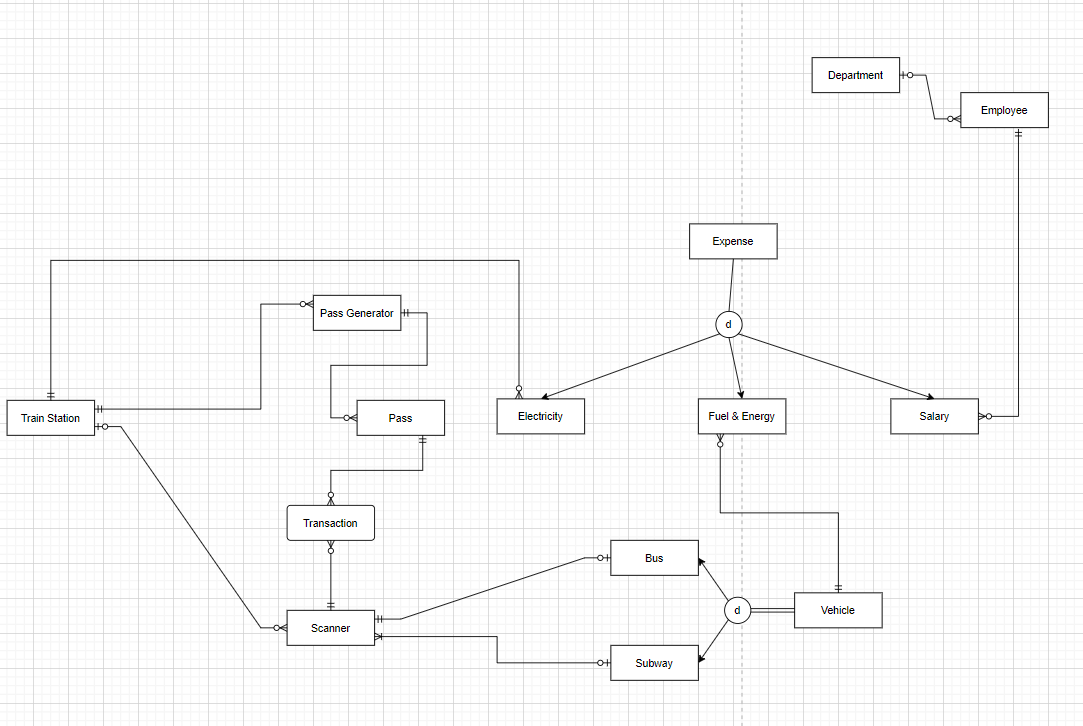 Department
Employee
Expense
Pass Generator
d
Train Station
Pass
Electricity
Fuel & Energy
Salary
Transaction
Bus
d
Vehicle
Scanner
Subway